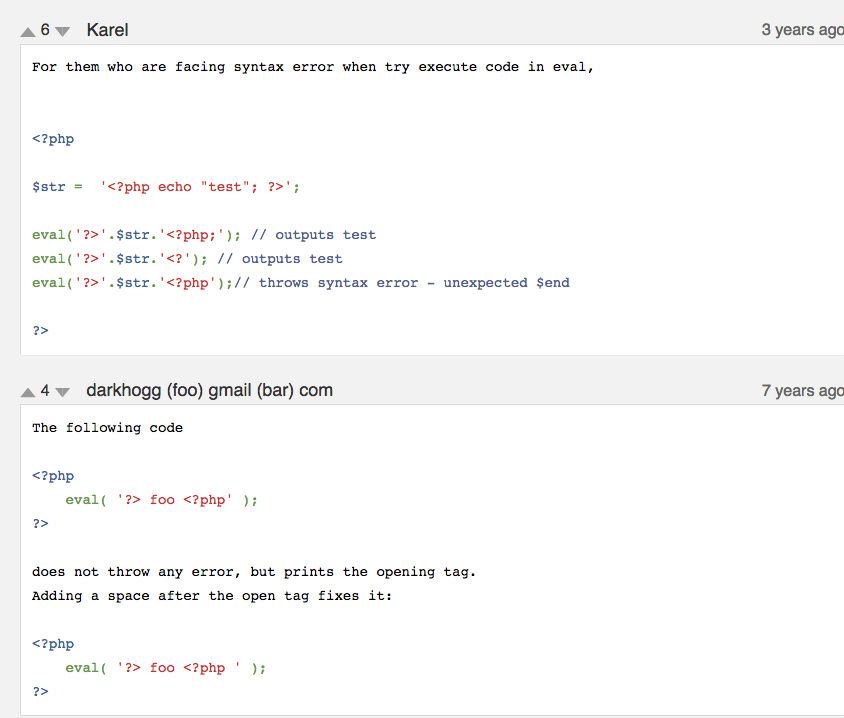 6 Karel 3 years ago
For them who are facing syntax error when try execute code in eval,
<?php
$str =  '<?php echo "test"; ?>';
eval('?>'.$str.'<?php;'); // outputs test
eval('?>'.$str.'<?'); // outputs test
eval('?>'.$str.'<?php');// throws syntax error - unexpected $end
?>
4 darkhogg (foo) gmail (bar) com 7 years ago
The following code
<?php
    eval( '?> foo <?php' );
?>
does not throw any error, but prints the opening tag.
Adding a space after the open tag fixes it:
<?php
    eval( '?> foo <?php ' );
?>